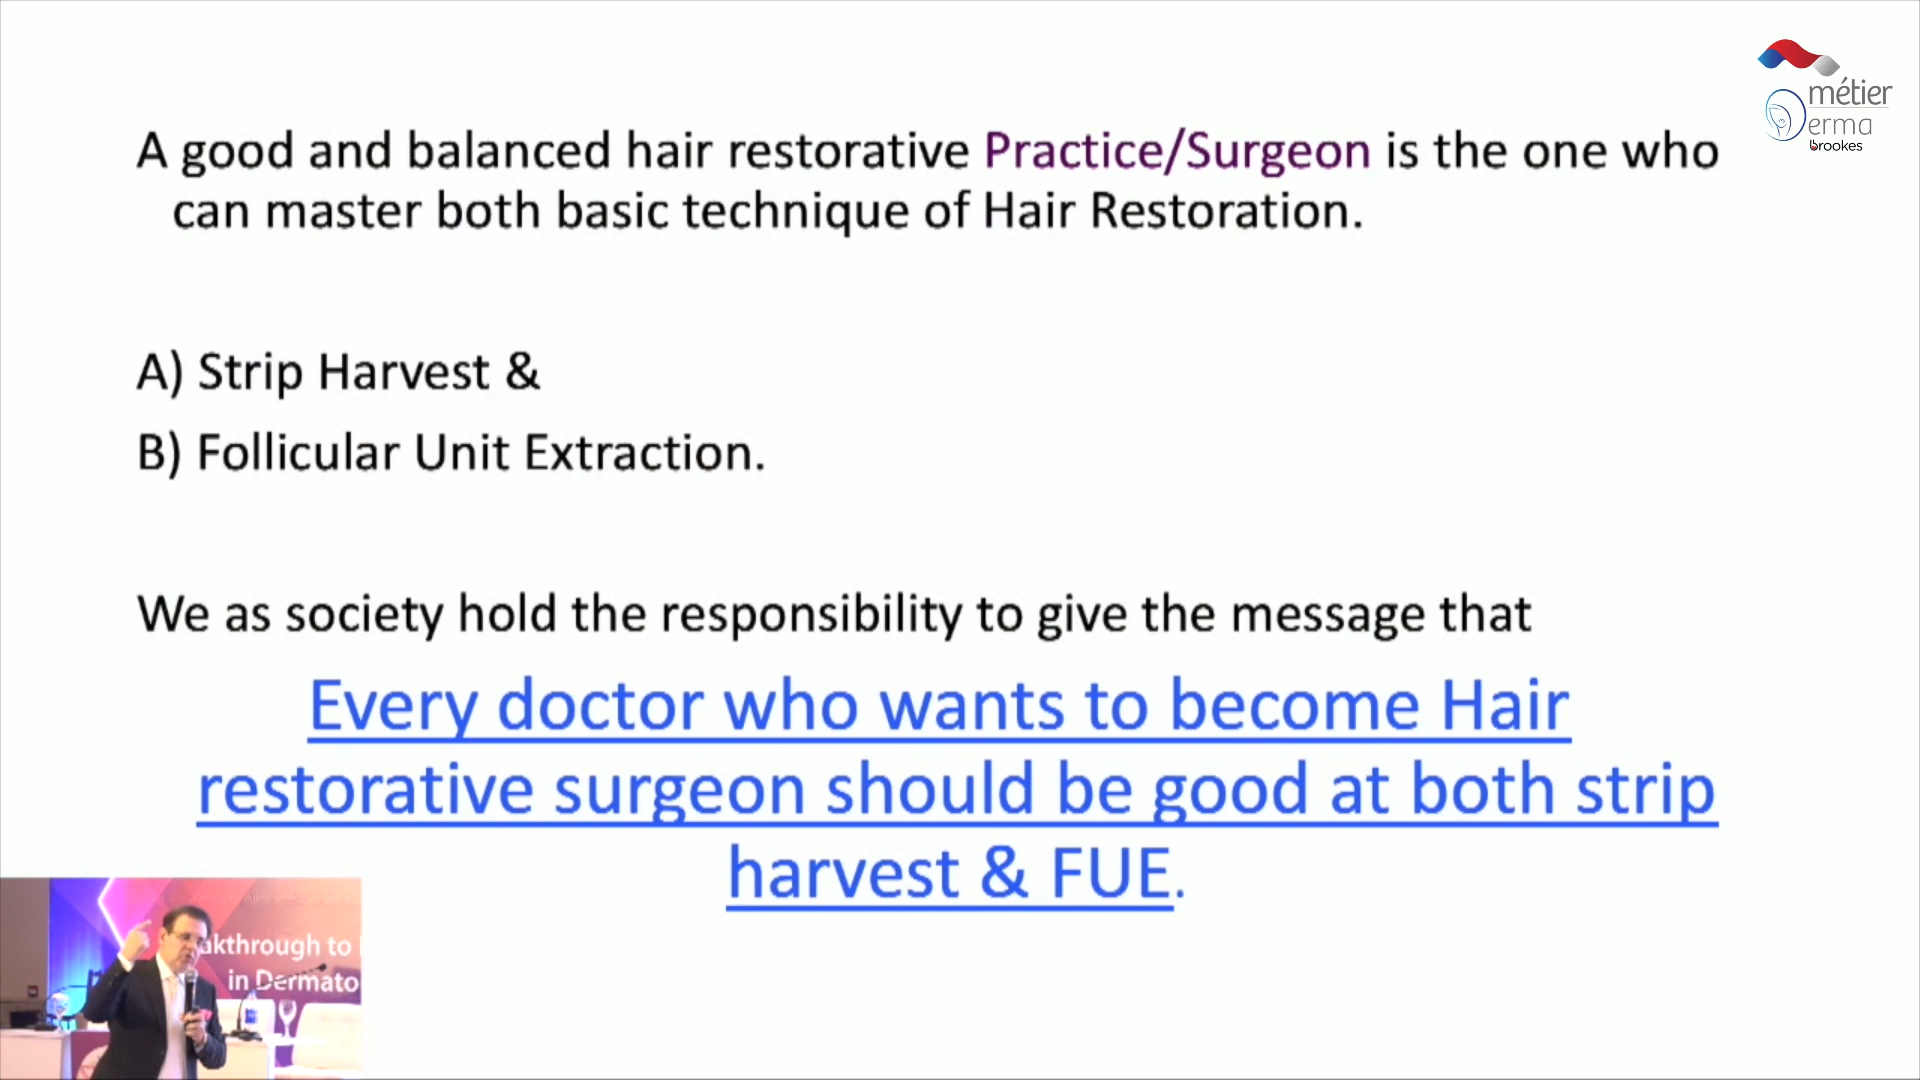 A good and balanced hair restorative Practice/Surgeon is the one who
can master both basic technique of Hair Restoration.
A) Strip Harvest &
B) Follicular Unit Extraction.
We as society hold the responsibility to give the message that
Every doctor who wants to become Hair
restorative surgeon should be good at both strip
harvest & FUE.
métier
Derma
brookes
akthrough to
in Dermato